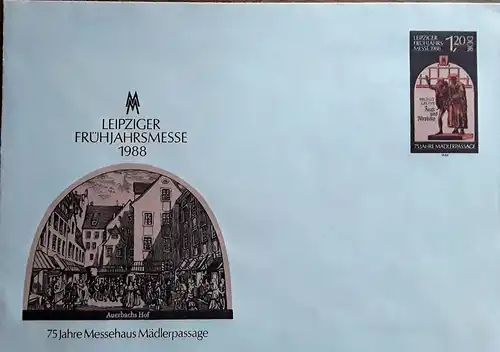 LEIPZIGER
FRÜHJAHRSMESSE
1988
Auerbachs Hof
75 Jahre Messehaus Mädlerpassage
LEIPZIGER
FRÜHJAHRS-
MESSE 1988
1,20
DDR
75 JAHRE MÄDLERPASSAGE